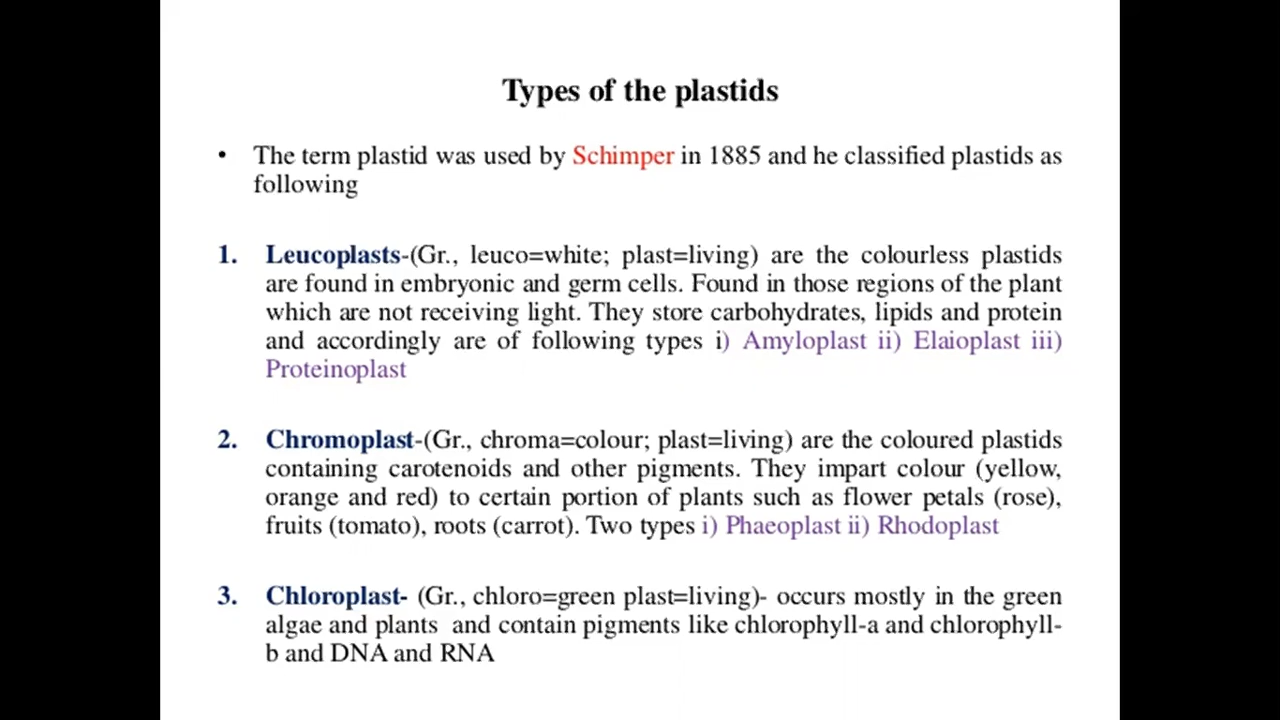 Types of the plastids
• The term plastid was used by Schimper in 1885 and he classified plastids as
following
1. Leucoplasts-(Gr., leuco=white; plast=living) are the colourless plastids
are found in embryonic and germ cells. Found in those regions of the plant
which are not receiving light. They store carbohydrates, lipids and protein
and accordingly are of following types i) Amyloplast ii) Elaioplast iii)
Proteinoplast
2. Chromoplast-(Gr., chroma=colour; plast=living) are the coloured plastids
containing carotenoids and other pigments. They impart colour (yellow,
orange and red) to certain portion of plants such as flower petals (rose),
fruits (tomato), roots (carrot). Two types i) Phaeoplast ii) Rhodoplast
3. Chloroplast- (Gr., chloro=green plast=living)- occurs mostly in the green
algae and plants and contain pigments like chlorophyll-a and chlorophyll-
b and DNA and RNA